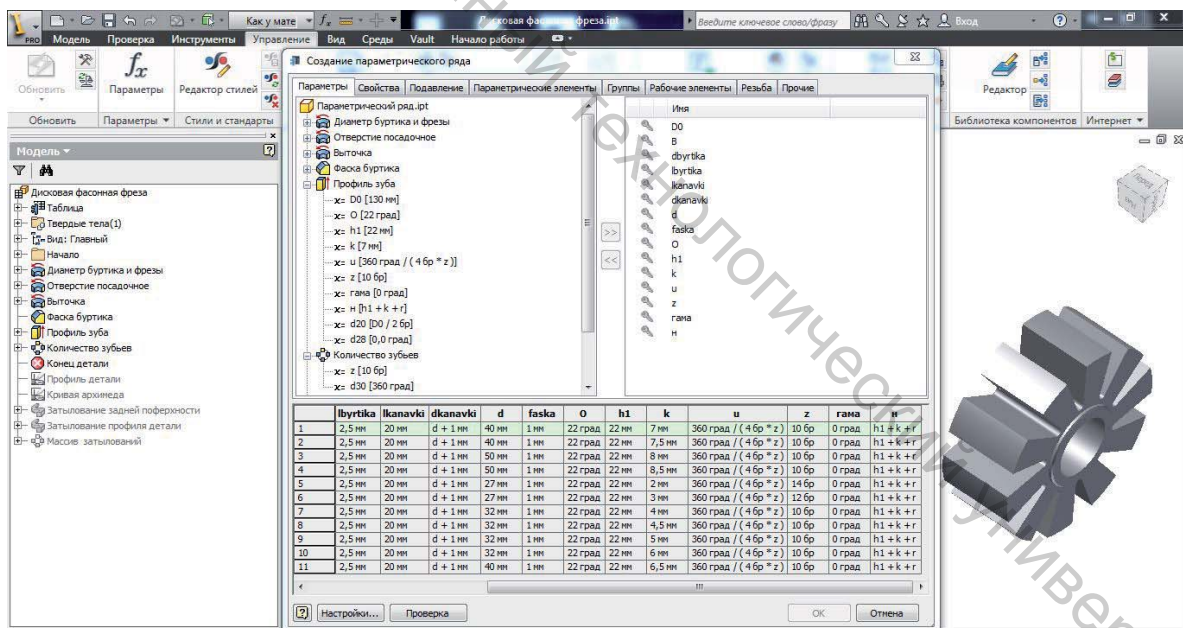 Как у мате
Дисковая фасонная фреза.ipt
Введите ключевое слово/фразу
Вход
PRO Модель Проверка Инструменты Управление Вид Среды Vault Начало работы
Обновить
Параметры
Редактор стилей
Редактор
Обновить Параметры Стили и стандарты
Библиотека компонентов Интернет
Модель
Дисковая фасонная фреза
Таблица
Твердые тела(1)
Вид: Главный
Начало
Диаметр буртика и фрезы
Отверстие посадочное
Выточка
Фаска буртика
Профиль зуба
Количество зубьев
Конец детали
Профиль детали
Кривая архимеда
Затылование задней поферхности
Затылование профиля детали
Массив затылований
Создание параметрического ряда
Параметры Свойства Подавление Параметрические элементы Группы Рабочие элементы Резьба Прочие
Параметрический ряд.ipt
Диаметр буртика и фрезы
Отверстие посадочное
Выточка
Фаска буртика
Профиль зуба
x= D0 [130 мм]
x= O [22 град]
x= h1 [22 мм]
x= k [7 мм]
x= u [360 град / ( 4 бр * z )]
x= z [10 бр]
x= гама [0 град]
x= н [h1 + k + r]
x= d20 [D0 / 2 бр]
x= d28 [0,0 град]
Количество зубьев
x= z [10 бр]
x= d30 [360 град]
>>
<<
Имя
D0
B
dbyrtika
lbyrtika
lkanavki
dkanavki
d
faska
O
h1
k
u
z
гама
н
lbyrtika lkanavki dkanavki d faska O h1 k u z гама н
1 2,5 мм 20 мм d + 1 мм 40 мм 1 мм 22 град 22 мм 7 мм 360 град / ( 4 бр * z ) 10 бр 0 град h1 + k + r
2 2,5 мм 20 мм d + 1 мм 40 мм 1 мм 22 град 22 мм 7,5 мм 360 град / ( 4 бр * z ) 10 бр 0 град h1 + k + r
3 2,5 мм 20 мм d + 1 мм 50 мм 1 мм 22 град 22 мм 8 мм 360 град / ( 4 бр * z ) 10 бр 0 град h1 + k + r
4 2,5 мм 20 мм d + 1 мм 50 мм 1 мм 22 град 22 мм 8,5 мм 360 град / ( 4 бр * z ) 10 бр 0 град h1 + k + r
5 2,5 мм 20 мм d + 1 мм 27 мм 1 мм 22 град 22 мм 2 мм 360 град / ( 4 бр * z ) 14 бр 0 град h1 + k + r
6 2,5 мм 20 мм d + 1 мм 27 мм 1 мм 22 град 22 мм 3 мм 360 град / ( 4 бр * z ) 12 бр 0 град h1 + k + r
7 2,5 мм 20 мм d + 1 мм 32 мм 1 мм 22 град 22 мм 4 мм 360 град / ( 4 бр * z ) 10 бр 0 град h1 + k + r
8 2,5 мм 20 мм d + 1 мм 32 мм 1 мм 22 град 22 мм 4,5 мм 360 град / ( 4 бр * z ) 10 бр 0 град h1 + k + r
9 2,5 мм 20 мм d + 1 мм 32 мм 1 мм 22 град 22 мм 5 мм 360 град / ( 4 бр * z ) 10 бр 0 град h1 + k + r
10 2,5 мм 20 мм d + 1 мм 32 мм 1 мм 22 град 22 мм 6 мм 360 град / ( 4 бр * z ) 10 бр 0 град h1 + k + r
11 2,5 мм 20 мм d + 1 мм 40 мм 1 мм 22 град 22 мм 6,5 мм 360 град / ( 4 бр * z ) 10 бр 0 град h1 + k + r
Настройки... Проверка OK Отмена
ный технологический универ